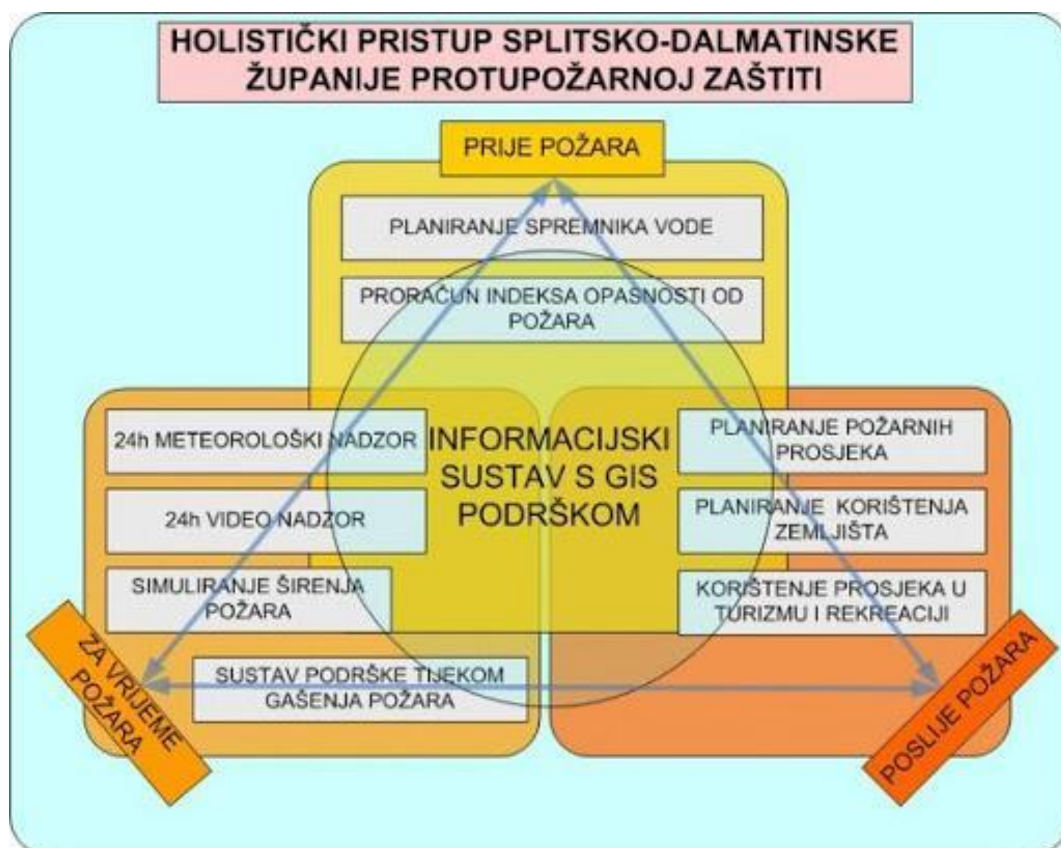 HOLISTIČKI PRISTUP SPLITSKO-DALMATINSKE
ŽUPANIJE PROTUPOŽARNOJ ZAŠTITI
PRIJE POŽARA
PLANIRANJE SPREMNIKA VODE
PRORAČUN INDEKSA OPASNOSTI OD
POŽARA
24h METEOROLOŠKI NADZOR
24h VIDEO NADZOR
SIMULIRANJE ŠIRENJA
POŽARA
SUSTAV PODRŠKE TIJEKOM
GAŠENJA POŽARA
ZA VRIJEME
POŽARA
INFORMACIJSKI
SUSTAV S GIS
PODRŠKOM
PLANIRANJE POŽARNIH
PROSJEKA
PLANIRANJE KORIŠTENJA
ZEMLJIŠTA
KORIŠTENJE PROSJEKA U
TURIZMU I REKREACIJI
POSLIJE POŽARA